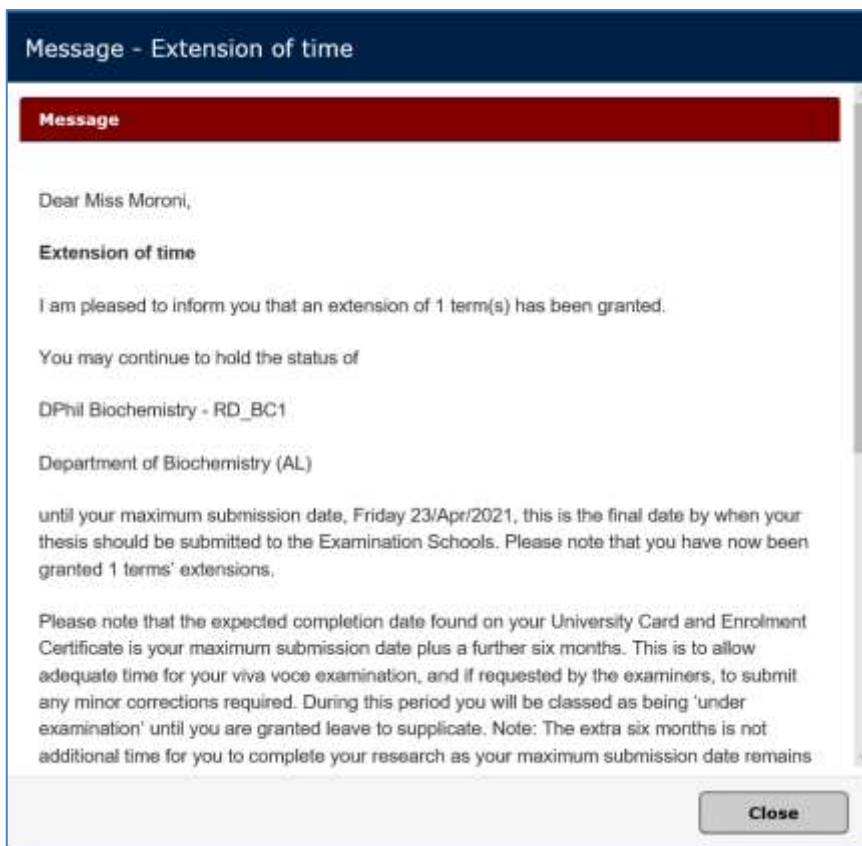 Message - Extension of time
Message
Dear Miss Moroni,
Extension of time
I am pleased to inform you that an extension of 1 term(s) has been granted.
You may continue to hold the status of
DPhil Biochemistry - RD_BC1
Department of Biochemistry (AL)
until your maximum submission date, Friday 23/Apr/2021, this is the final date by when your
thesis should be submitted to the Examination Schools. Please note that you have now been
granted 1 terms' extensions.
Please note that the expected completion date found on your University Card and Enrolment
Certificate is your maximum submission date plus a further six months. This is to allow
adequate time for your viva voce examination, and if requested by the examiners, to submit
any minor corrections required. During this period you will be classed as being 'under
examination' until you are granted leave to supplicate. Note: The extra six months is not
additional time for you to complete your research as your maximum submission date remains
Close